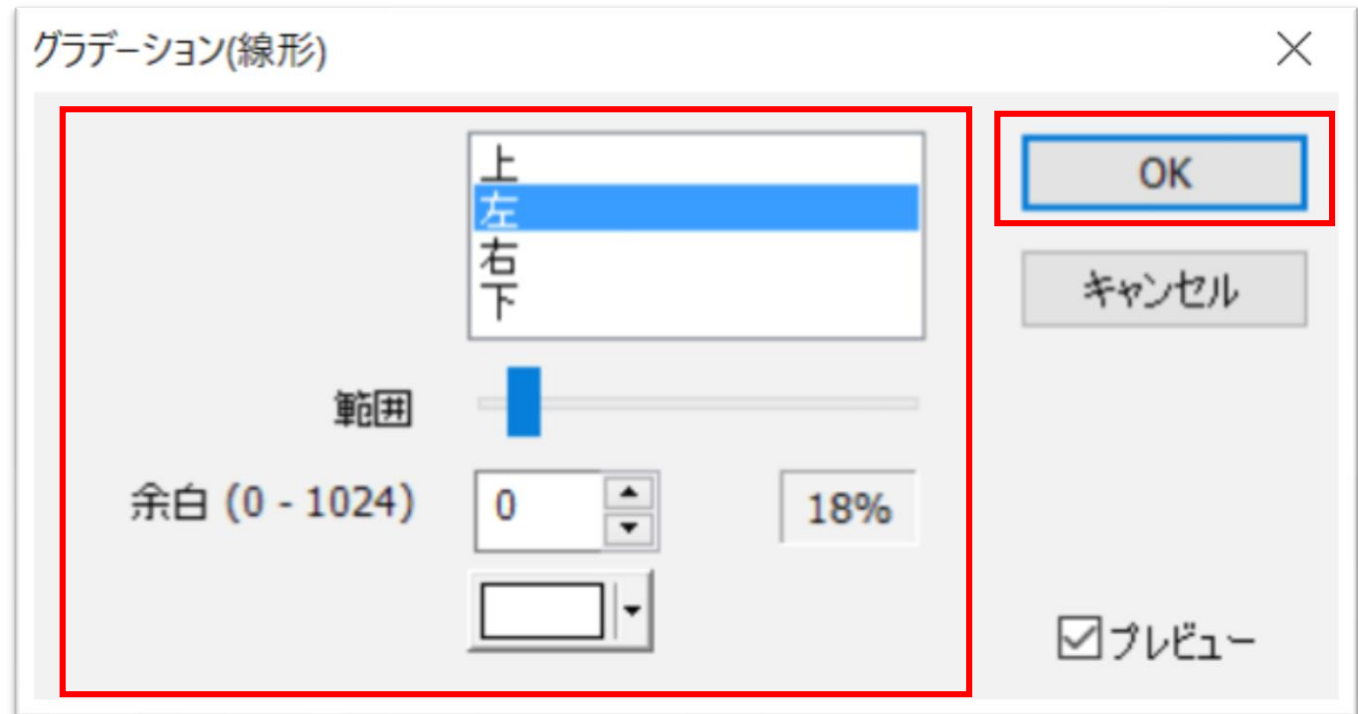 グラデーション(線形)
上
左
右
下
範囲
余白 (0 - 1024)
0
18%
OK
キャンセル
プレビュー